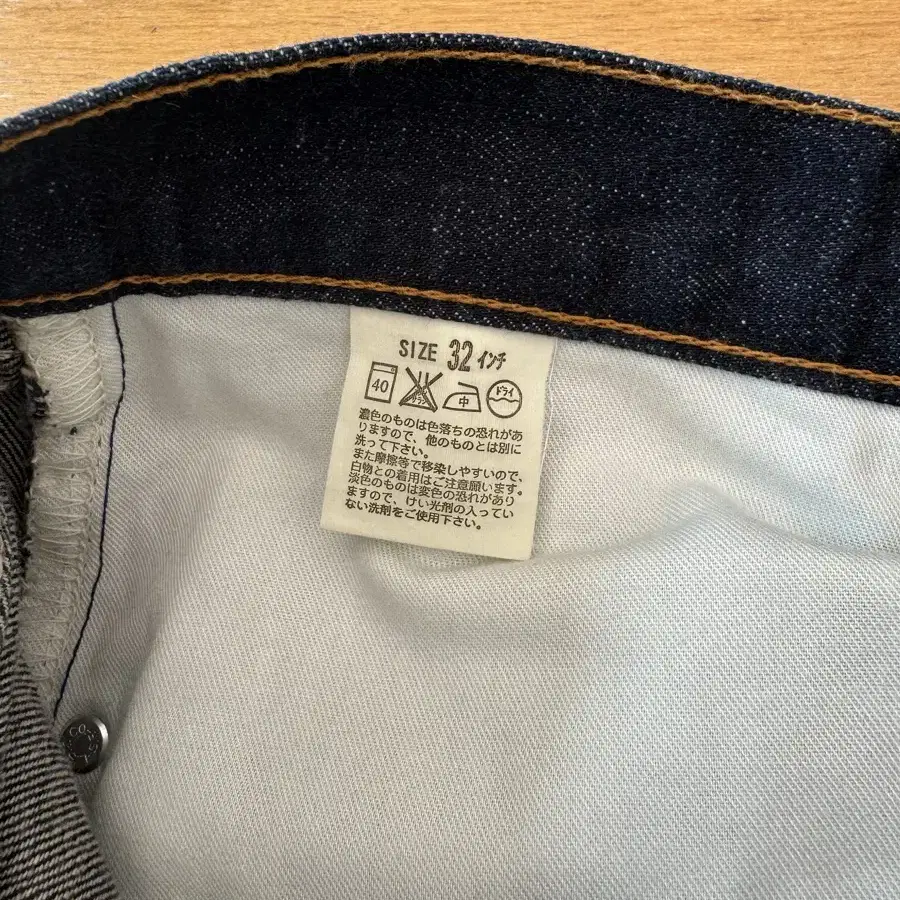 SIZE 32 インチ
40 中 ドライ
濃色のものは色落ちの恐れがあ
りますので、他のものとは別に
洗って下さい。
また摩擦等で移染しやすいので、
白物との着用はご注意願います。
淡色のものは変色の恐れがあり
ますので、けい光剤の入ってい
ない洗剤をご使用下さい。